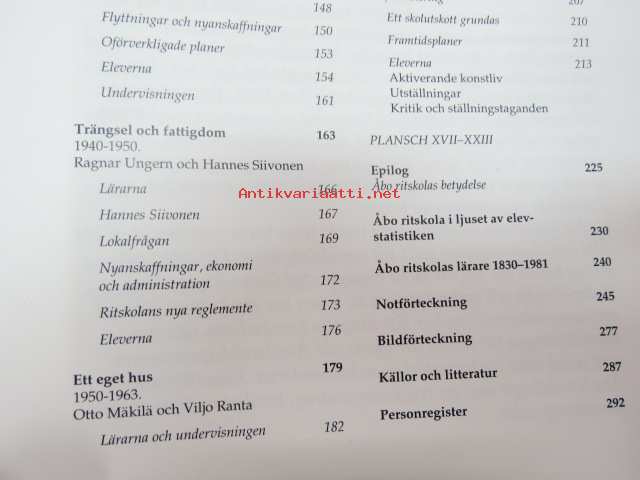 148
Flyttningar och nyanskaffningar 150
Oförverkligade planer 153
Eleverna 154
Undervisningen 161
Trängsel och fattigdom 163
1940-1950.
Ragnar Ungern och Hannes Siivonen
Lärarna 166
Hannes Siivonen 167
Lokalfrågan 169
Nyanskaffningar, ekonomi
och administration 172
Ritskolans nya reglemente 173
Eleverna 176
Ett eget hus 179
1950-1963.
Otto Mäkilä och Viljo Ranta
Lärarna och undervisningen 182
207
Ett skolutskott grundas 210
Framtidsplaner 211
Eleverna 213
Aktiverande konstliv
Utställningar
Kritik och ställningstaganden
PLANSCH XVII–XXIII
Epilog 225
Åbo ritskolas betydelse
Åbo ritskola i ljuset av elev-
statistiken 230
Åbo ritskolas lärare 1830–1981 240
Notförteckning 245
Bildförteckning 277
Källor och litteratur 287
Personregister 292
Antikvariaatti.net